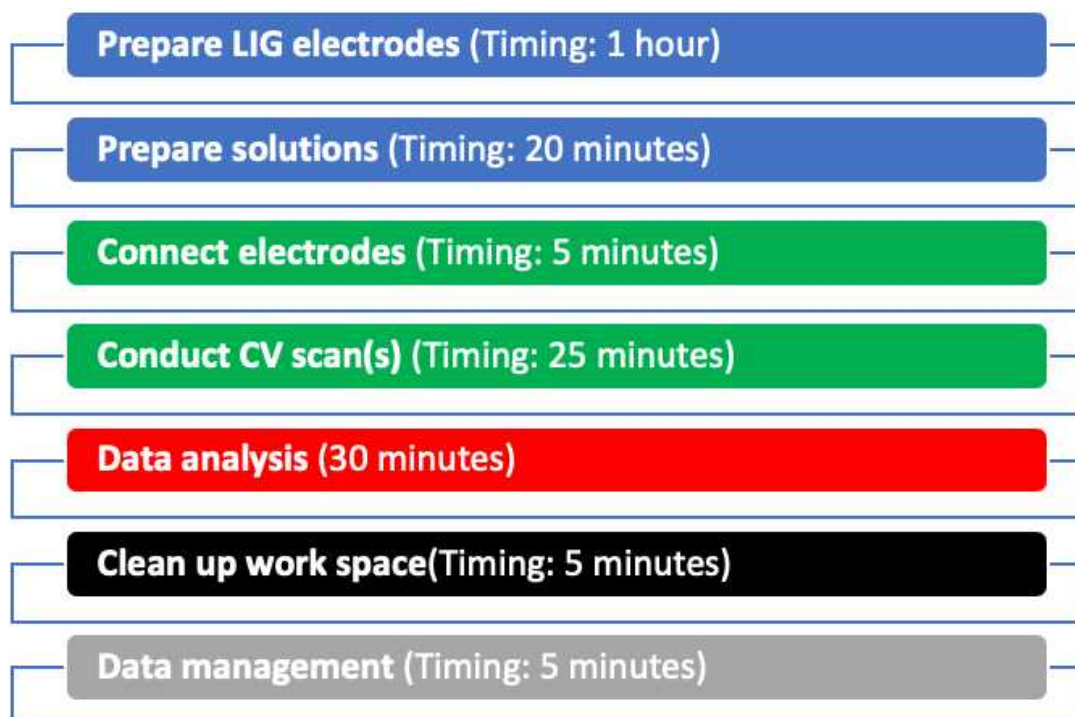 Prepare LIG electrodes (Timing: 1 hour)
Prepare solutions (Timing: 20 minutes)
Connect electrodes (Timing: 5 minutes)
Conduct CV scan(s) (Timing: 25 minutes)
Data analysis (30 minutes)
Clean up work space(Timing: 5 minutes)
Data management (Timing: 5 minutes)